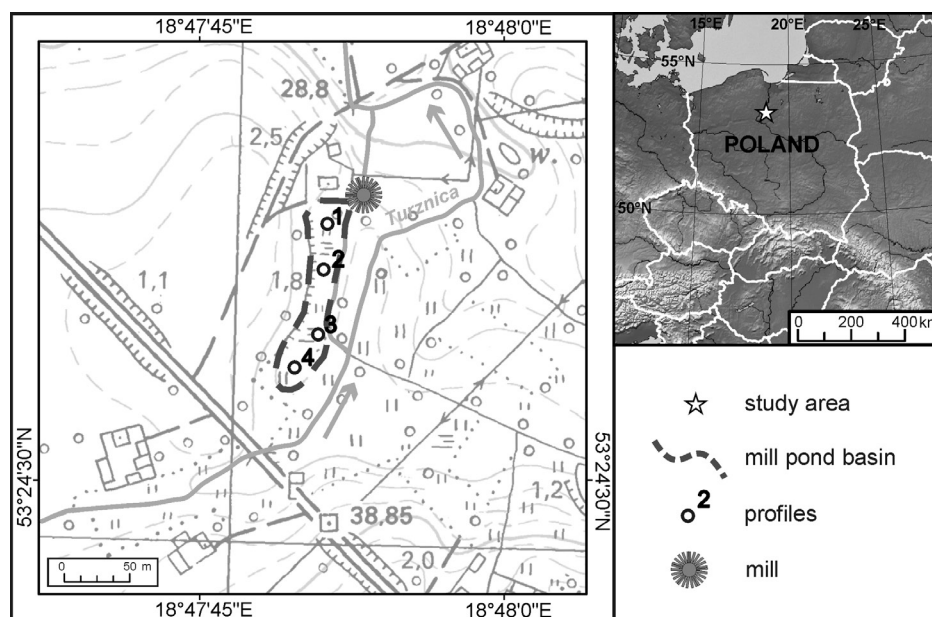 18°47'45"E
18°48'0"E
28,8
2,5
w.
1
Turznica
1,1
2
1,8
3
4
53°24'30"N
53°24'30"N
38,85
1,2
2,0
0 50 m
18°47'45"E
18°48'0"E
15°E
20°E
25°E
55°N
POLAND
50°N
0 200 400 km
study area
mill pond basin
2 profiles
mill